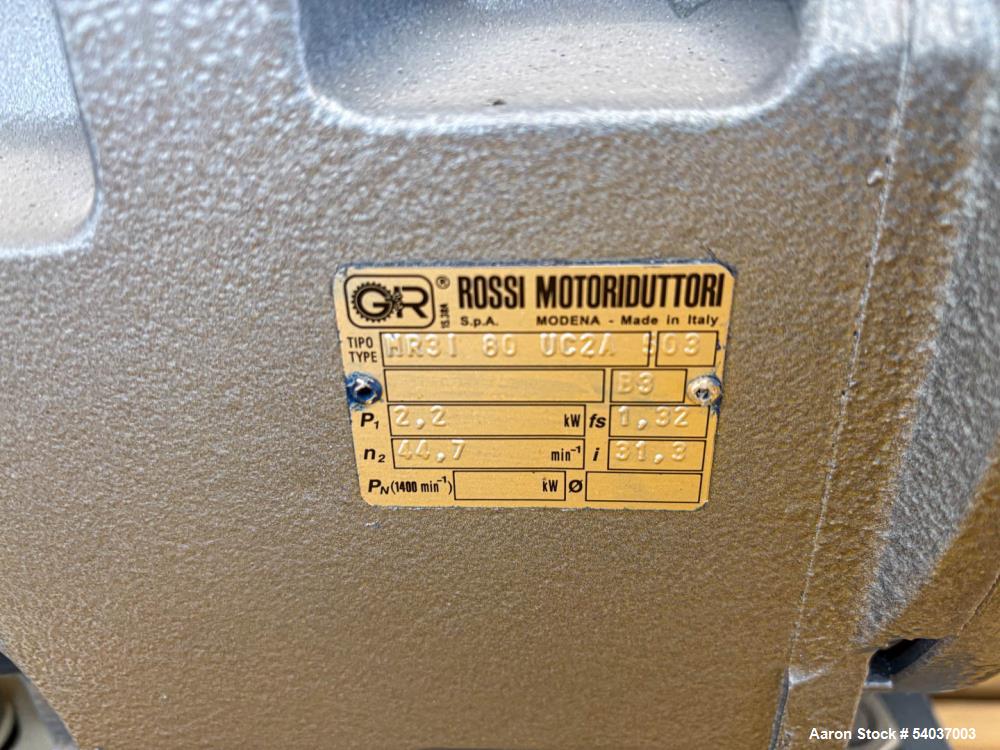 GR ® ROSSI MOTORIDUTTORI
S.p.A. MODENA - Made in Italy
TIPO
TYPE MR3I 80 UC2A 03
B3
P1 2,2 kW fs 1,32
n2 44,7 min-1 i 31,3
PN (1400 min-1) kW Ø
Aaron Stock # 54037003